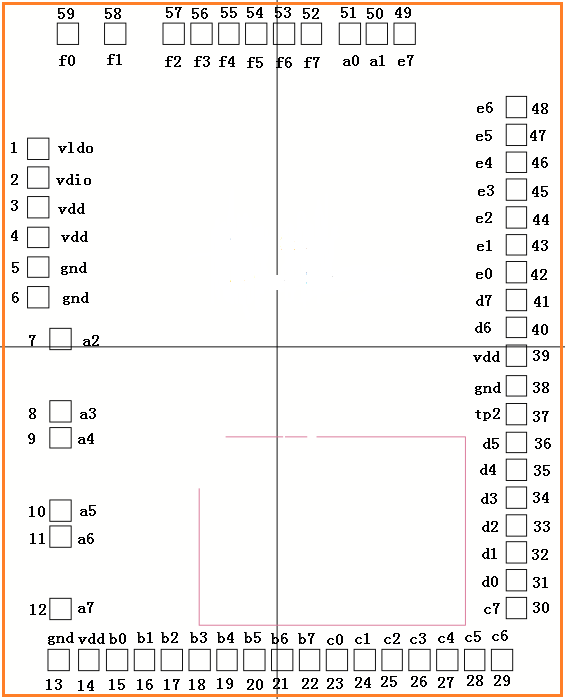 59 58 57 56 55 54 53 52 51 50 49
f0 f1 f2 f3 f4 f5 f6 f7 a0 a1 e7
1 vldo
2 vdio
3 vdd
4 vdd
5 gnd
6 gnd
7 a2
8 a3
9 a4
10 a5
11 a6
12 a7
e6 48
e5 47
e4 46
e3 45
e2 44
e1 43
e0 42
d7 41
d6 40
vdd 39
gnd 38
tp2 37
d5 36
d4 35
d3 34
d2 33
d1 32
d0 31
c7 30
gnd vdd b0 b1 b2 b3 b4 b5 b6 b7 c0 c1 c2 c3 c4 c5 c6
13 14 15 16 17 18 19 20 21 22 23 24 25 26 27 28 29